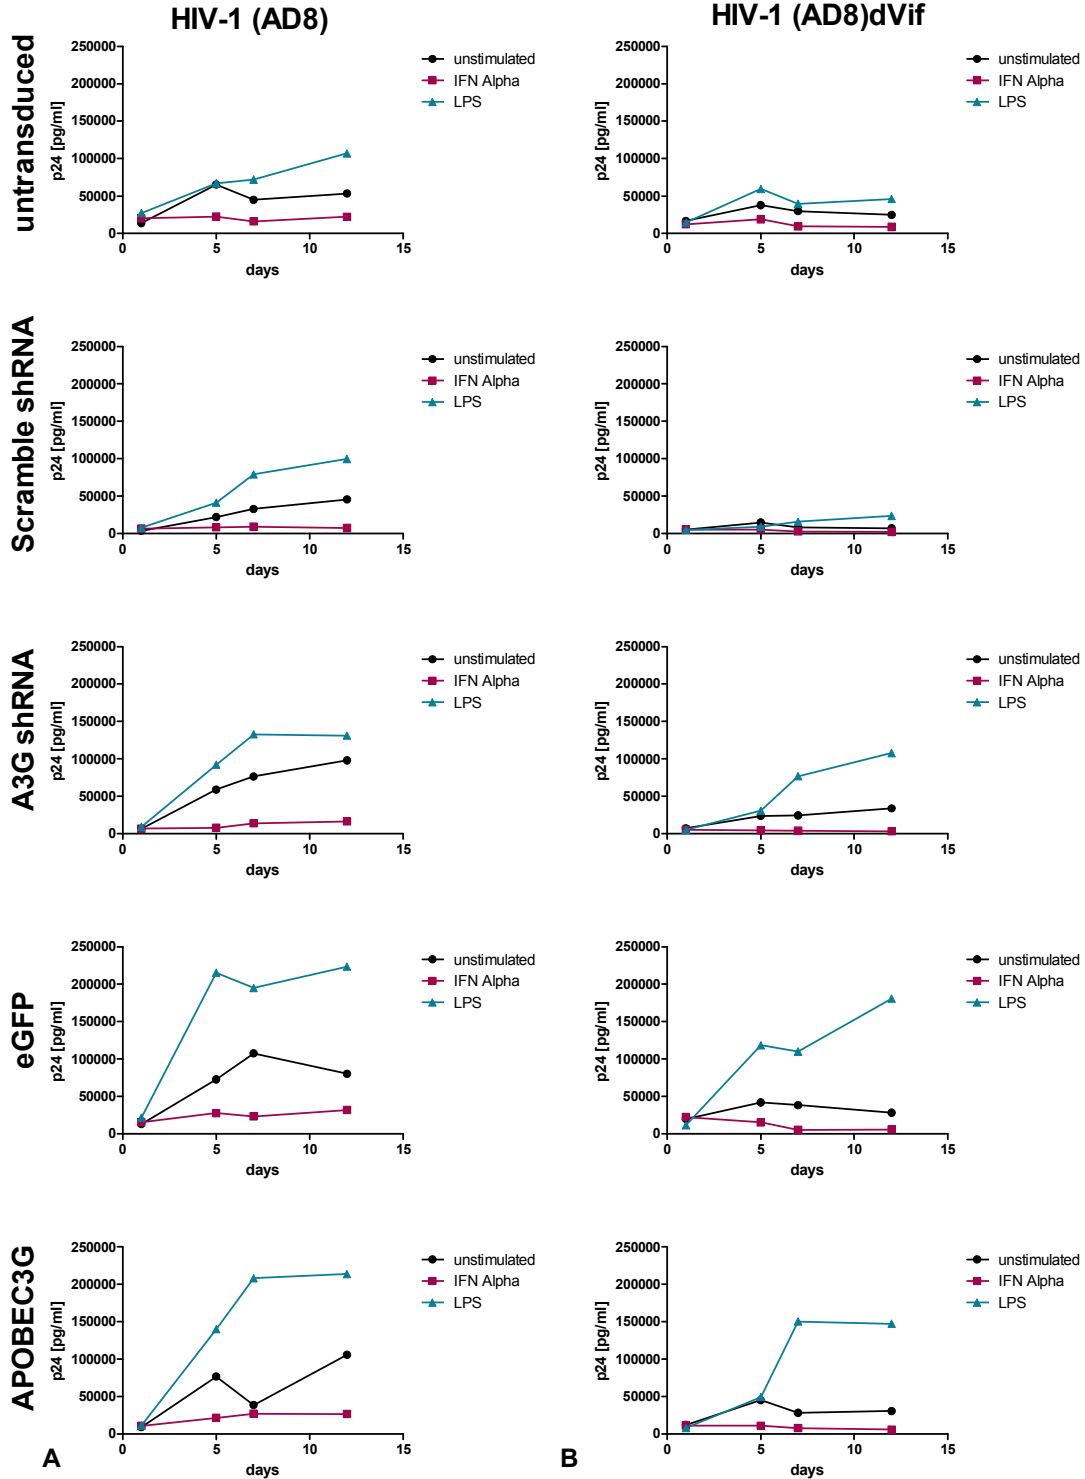 HIV-1 (AD8)
HIV-1 (AD8)dVif
untransduced
p24 [pg/ml]
250000
200000
150000
100000
50000
0
0 5 10 15
days
unstimulated
IFN Alpha
LPS
p24 [pg/ml]
250000
200000
150000
100000
50000
0
0 5 10 15
days
unstimulated
IFN Alpha
LPS
Scramble shRNA
p24 [pg/ml]
250000
200000
150000
100000
50000
0
0 5 10 15
days
unstimulated
IFN Alpha
LPS
p24 [pg/ml]
250000
200000
150000
100000
50000
0
0 5 10 15
days
unstimulated
IFN Alpha
LPS
A3G shRNA
p24 [pg/ml]
250000
200000
150000
100000
50000
0
0 5 10 15
days
unstimulated
IFN Alpha
LPS
p24 [pg/ml]
250000
200000
150000
100000
50000
0
0 5 10 15
days
unstimulated
IFN Alpha
LPS
eGFP
p24 [pg/ml]
250000
200000
150000
100000
50000
0
0 5 10 15
days
unstimulated
IFN Alpha
LPS
p24 [pg/ml]
250000
200000
150000
100000
50000
0
0 5 10 15
days
unstimulated
IFN Alpha
LPS
APOBEC3G
p24 [pg/ml]
250000
200000
150000
100000
50000
0
0 5 10 15
days
unstimulated
IFN Alpha
LPS
A
p24 [pg/ml]
250000
200000
150000
100000
50000
0
0 5 10 15
days
unstimulated
IFN Alpha
LPS
B